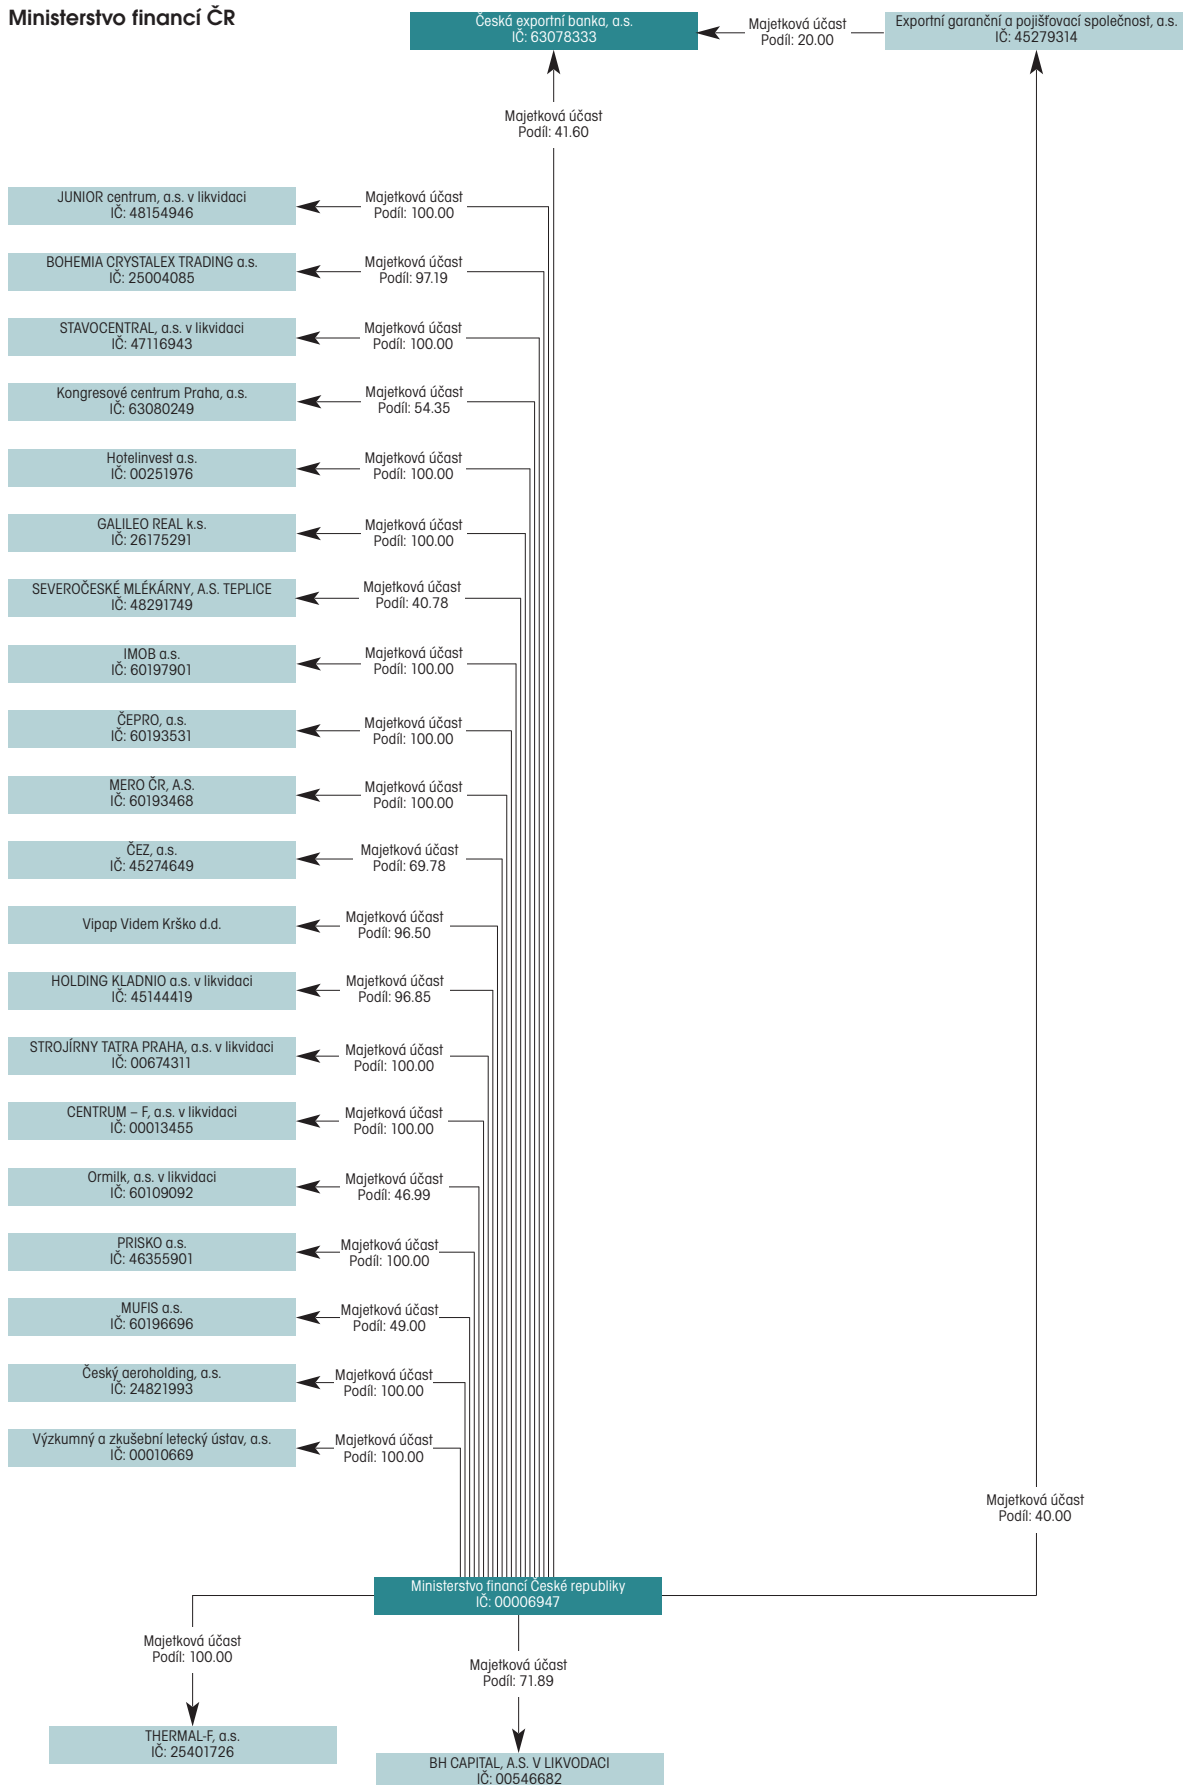 Ministerstvo financí ČR
Česká exportní banka, a.s.
IČ: 63078333
Majetková účast
Podíl: 20.00
Exportní garanční a pojišťovací společnost, a.s.
IČ: 45279314
Majetková účast
Podíl: 41.60
JUNIOR centrum, a.s. v likvidaci
IČ: 48154946
Majetková účast
Podíl: 100.00
BOHEMIA CRYSTALEX TRADING a.s.
IČ: 25004085
Majetková účast
Podíl: 97.19
STAVOCENTRAL, a.s. v likvidaci
IČ: 47116943
Majetková účast
Podíl: 100.00
Kongresové centrum Praha, a.s.
IČ: 63080249
Majetková účast
Podíl: 54.35
Hotelinvest a.s.
IČ: 00251976
Majetková účast
Podíl: 100.00
GALILEO REAL k.s.
IČ: 26175291
Majetková účast
Podíl: 100.00
SEVEROČESKÉ MLÉKÁRNY, A.S. TEPLICE
IČ: 48291749
Majetková účast
Podíl: 40.78
IMOB a.s.
IČ: 60197901
Majetková účast
Podíl: 100.00
ČEPRO, a.s.
IČ: 60193531
Majetková účast
Podíl: 100.00
MERO ČR, A.S.
IČ: 60193468
Majetková účast
Podíl: 100.00
ČEZ, a.s.
IČ: 45274649
Majetková účast
Podíl: 69.78
Vipap Videm Krško d.d.
Majetková účast
Podíl: 96.50
HOLDING KLADNIO a.s. v likvidaci
IČ: 45144419
Majetková účast
Podíl: 96.85
STROJÍRNY TATRA PRAHA, a.s. v likvidaci
IČ: 00674311
Majetková účast
Podíl: 100.00
CENTRUM – F, a.s. v likvidaci
IČ: 00013455
Majetková účast
Podíl: 100.00
Ormilk, a.s. v likvidaci
IČ: 60109092
Majetková účast
Podíl: 46.99
PRISKO a.s.
IČ: 46355901
Majetková účast
Podíl: 100.00
MUFIS a.s.
IČ: 60196696
Majetková účast
Podíl: 49.00
Český aeroholding, a.s.
IČ: 24821993
Majetková účast
Podíl: 100.00
Výzkumný a zkušební letecký ústav, a.s.
IČ: 00010669
Majetková účast
Podíl: 100.00
Majetková účast
Podíl: 40.00
Ministerstvo financí České republiky
IČ: 00006947
Majetková účast
Podíl: 100.00
Majetková účast
Podíl: 71.89
THERMAL-F, a.s.
IČ: 25401726
BH CAPITAL, A.S. V LIKVODACI
IČ: 00546682